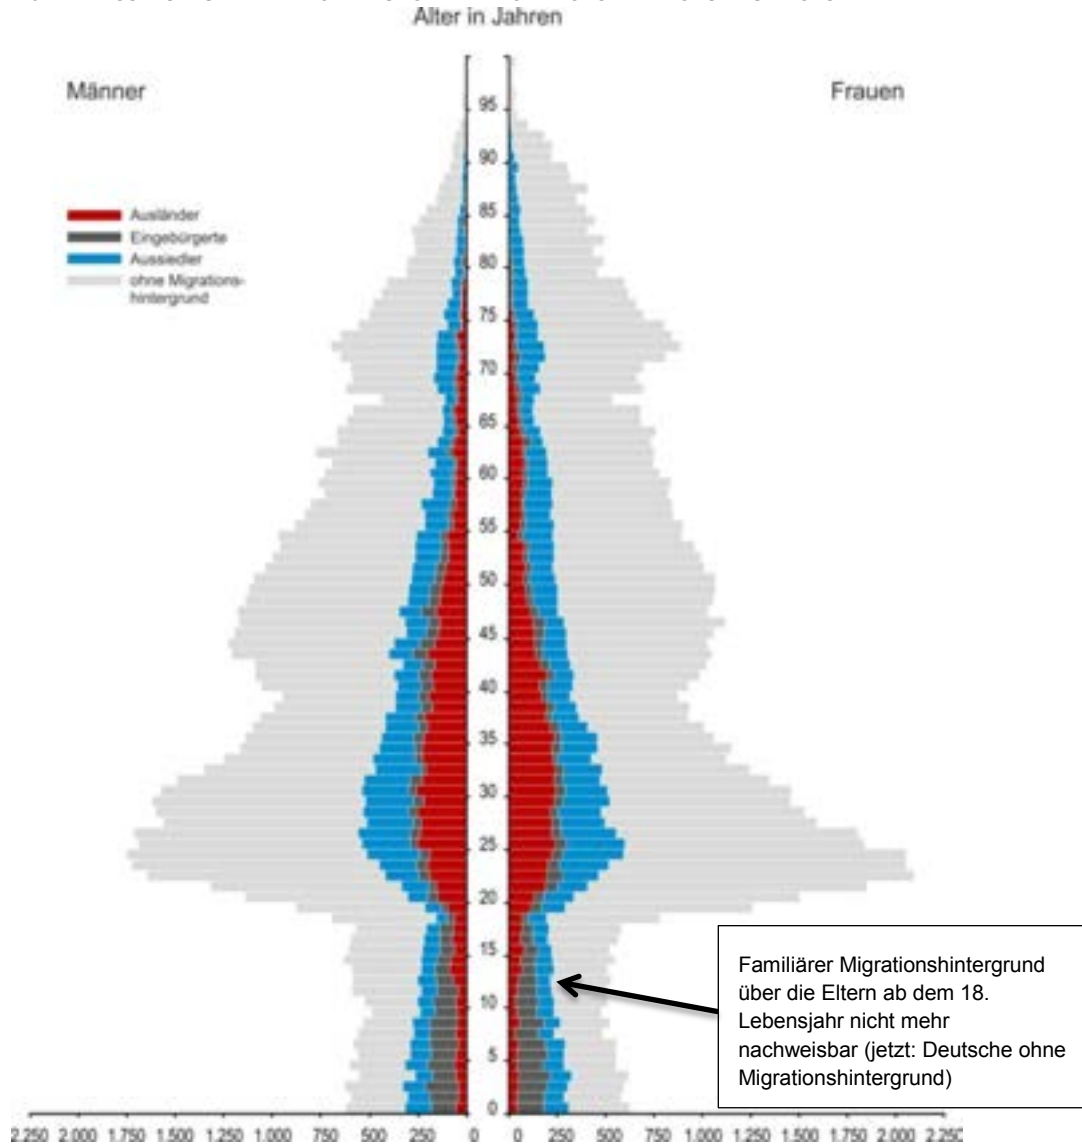 Alter in Jahren
Männer
Frauen
Ausländer
Eingebürgerte
Aussiedler
ohne Migrations-
hintergrund
95
90
85
80
75
70
65
60
55
50
45
40
35
30
25
20
15
10
5
0
Familiärer Migrationshintergrund
über die Eltern ab dem 18.
Lebensjahr nicht mehr
nachweisbar (jetzt: Deutsche ohne
Migrationshintergrund)
2.250 2.000 1.750 1.500 1.250 1.000 750 500 250 0 0 250 500 750 1.000 1.250 1.500 1.750 2.000 2.250